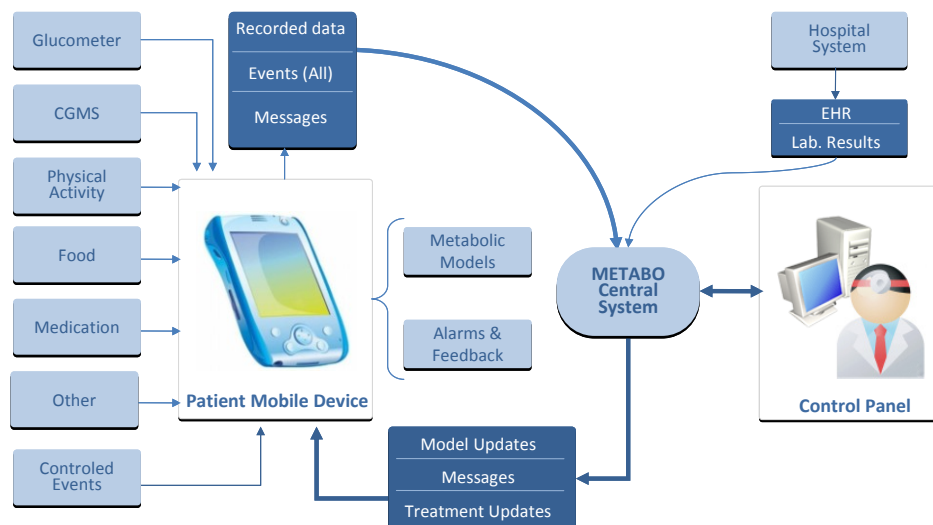 Glucometer
CGMS
Physical
Activity
Food
Medication
Other
Controled
Events
Recorded data
Events (All)
Messages
Patient Mobile Device
Metabolic
Models
Alarms &
Feedback
Model Updates
Messages
Treatment Updates
METABO
Central
System
Hospital
System
EHR
Lab. Results
Control Panel